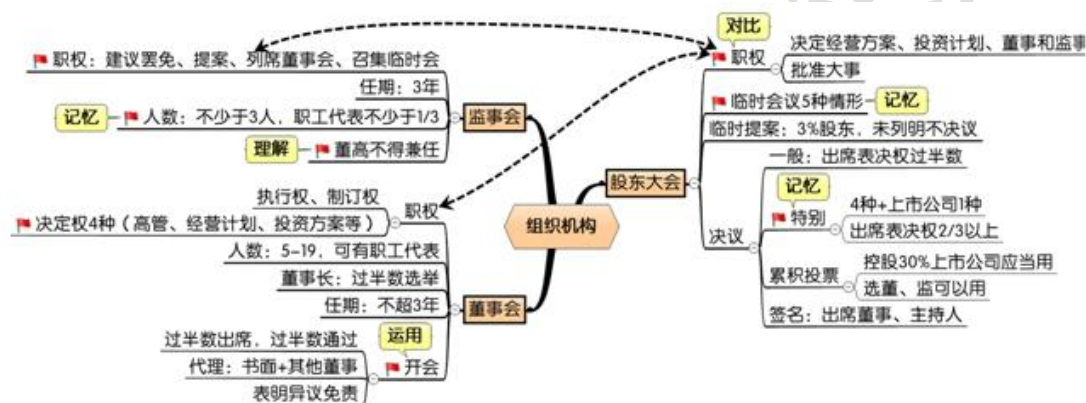 组织机构
监事会
职权：建议罢免、提案、列席董事会、召集临时会
任期：3年
记忆
人数：不少于3人，职工代表不少于1/3
理解
董高不得兼任
董事会
职权
执行权、制订权
决定权4种（高管、经营计划、投资方案等）
人数：5-19，可有职工代表
董事长：过半数选举
任期：不超3年
运用
开会
过半数出席，过半数通过
代理：书面+其他董事
表明异议免责
股东大会
对比
职权
决定经营方案、投资计划、董事和监事
批准大事
临时会议5种情形
记忆
临时提案：3%股东，未列明不决议
决议
一般：出席表决权过半数
记忆
特别
4种+上市公司1种
出席表决权2/3以上
累积投票
控股30%上市公司应当用
选董、监可以用
签名：出席董事、主持人